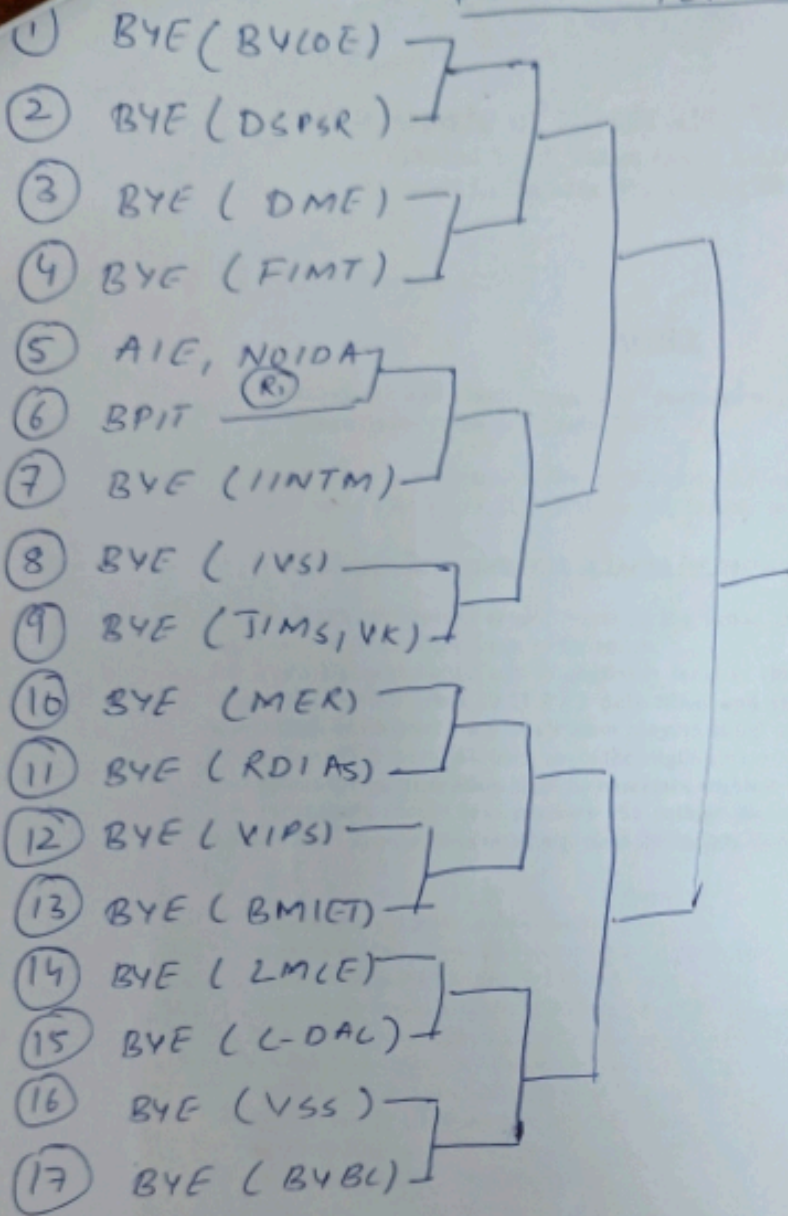 ① BYE (BVCOE)
② BYE (DSPSR)
③ BYE (DME)
④ BYE (FIMT)
⑤ AIE, NOIDA
R₁
⑥ BPIT
⑦ BYE (IINTM)
⑧ BYE (IVS)
⑨ BYE (JIMS, VK)
⑩ BYE (MER)
⑪ BYE (RDIAS)
⑫ BYE (VIPS)
⑬ BYE (BMIET)
⑭ BYE (LMCE)
⑮ BYE (C-DAC)
⑯ BYE (VSS)
⑰ BYE (BVBC)